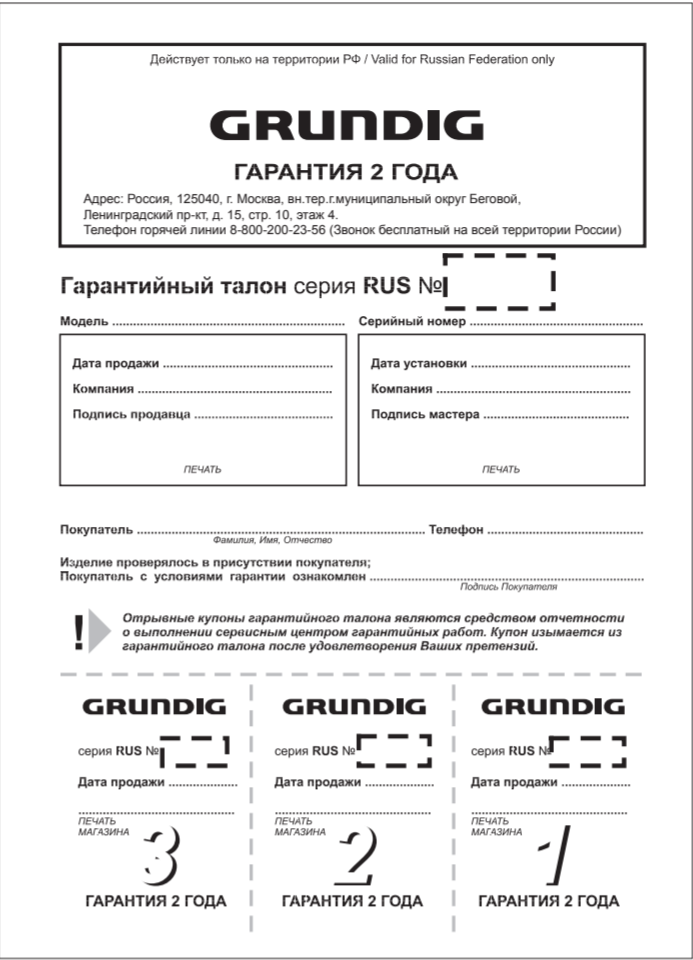 Действует только на территории РФ / Valid for Russian Federation only
GRUNDIG
ГАРАНТИЯ 2 ГОДА
Адрес: Россия, 125040, г. Москва, вн.тер.г.муниципальный округ Беговой,
Ленинградский пр-кт, д. 15, стр. 10, этаж 4.
Телефон горячей линии 8-800-200-23-56 (Звонок бесплатный на всей территории России)
Гарантийный талон серия RUS №
Модель ........................ Серийный номер ........................
Дата продажи ........................
Компания ........................
Подпись продавца ........................
ПЕЧАТЬ
Дата установки ........................
Компания ........................
Подпись мастера ........................
ПЕЧАТЬ
Покупатель ........................ Телефон ........................
Фамилия, Имя, Отчество
Изделие проверялось в присутствии покупателя;
Покупатель с условиями гарантии ознакомлен ........................
Подпись Покупателя
! Отрывные купоны гарантийного талона являются средством отчетности
о выполнении сервисным центром гарантийных работ. Купон изымается из
гарантийного талона после удовлетворения Ваших претензий.
GRUNDIG
серия RUS №
Дата продажи ........................
ПЕЧАТЬ
МАГАЗИНА
3
ГАРАНТИЯ 2 ГОДА
GRUNDIG
серия RUS №
Дата продажи ........................
ПЕЧАТЬ
МАГАЗИНА
2
ГАРАНТИЯ 2 ГОДА
GRUNDIG
серия RUS №
Дата продажи ........................
ПЕЧАТЬ
МАГАЗИНА
1
ГАРАНТИЯ 2 ГОДА